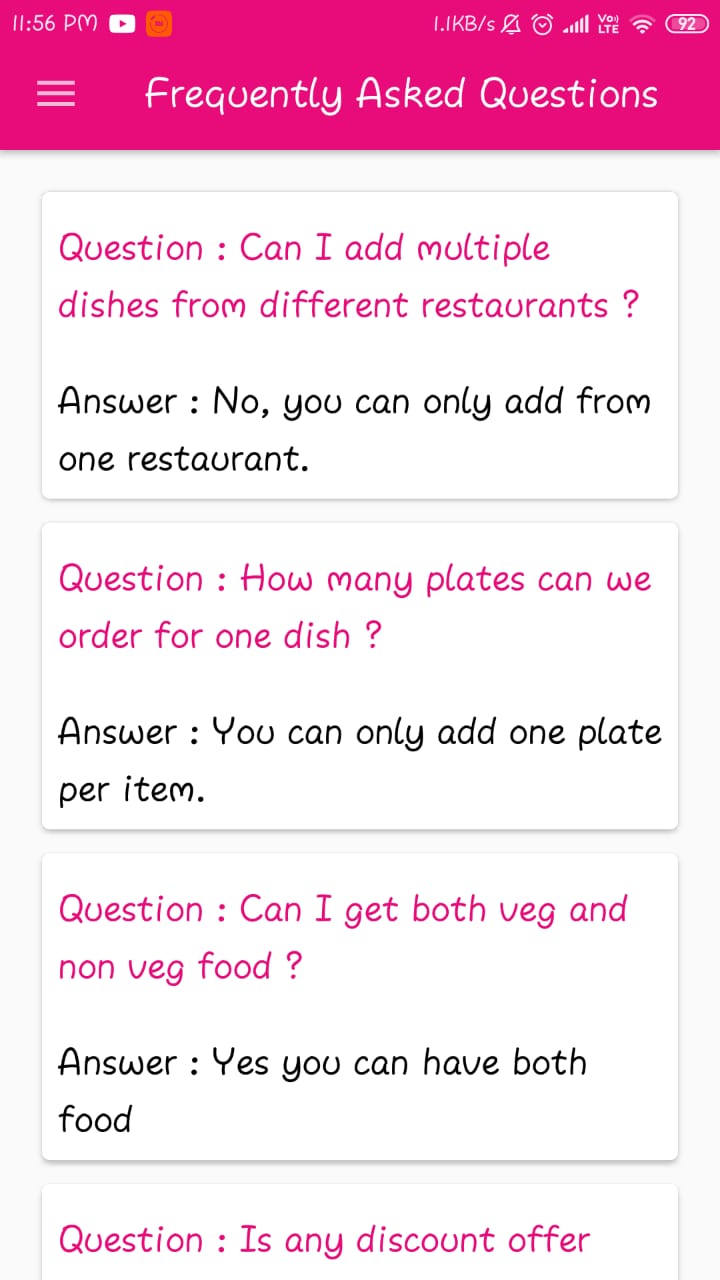 11:56 PM
1.1KB/s
Vo))
LTE
92
Frequently Asked Questions
Question : Can I add multiple
dishes from different restaurants ?
Answer : No, you can only add from
one restaurant.
Question : How many plates can we
order for one dish ?
Answer : You can only add one plate
per item.
Question : Can I get both veg and
non veg food ?
Answer : Yes you can have both
food
Question : Is any discount offer